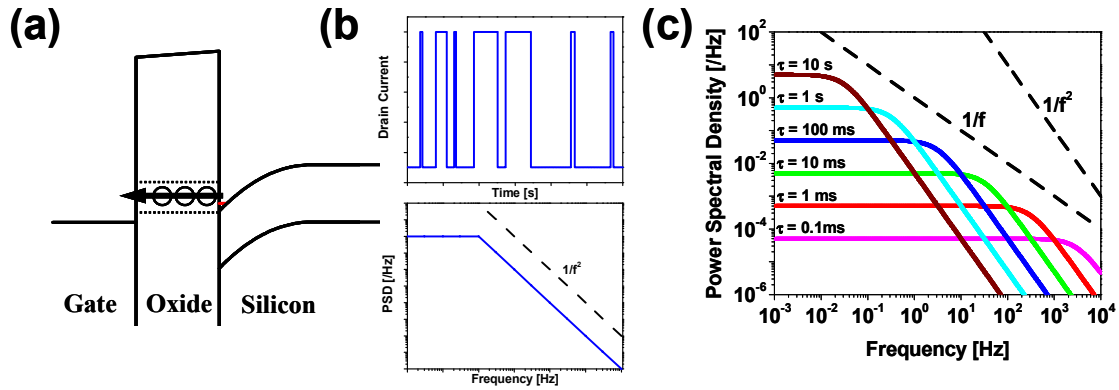 (a)
Gate
Oxide
Silicon
(b)
Drain Current
Time [s]
PSD [/Hz]
1/f²
Frequency [Hz]
(c)
Power Spectral Density [/Hz]
10²
10⁰
10⁻²
10⁻⁴
10⁻⁶
τ = 10 s
τ = 1 s
τ = 100 ms
τ = 10 ms
τ = 1 ms
τ = 0.1ms
1/f
1/f²
10⁻³ 10⁻² 10⁻¹ 10⁰ 10¹ 10² 10³ 10⁴
Frequency [Hz]